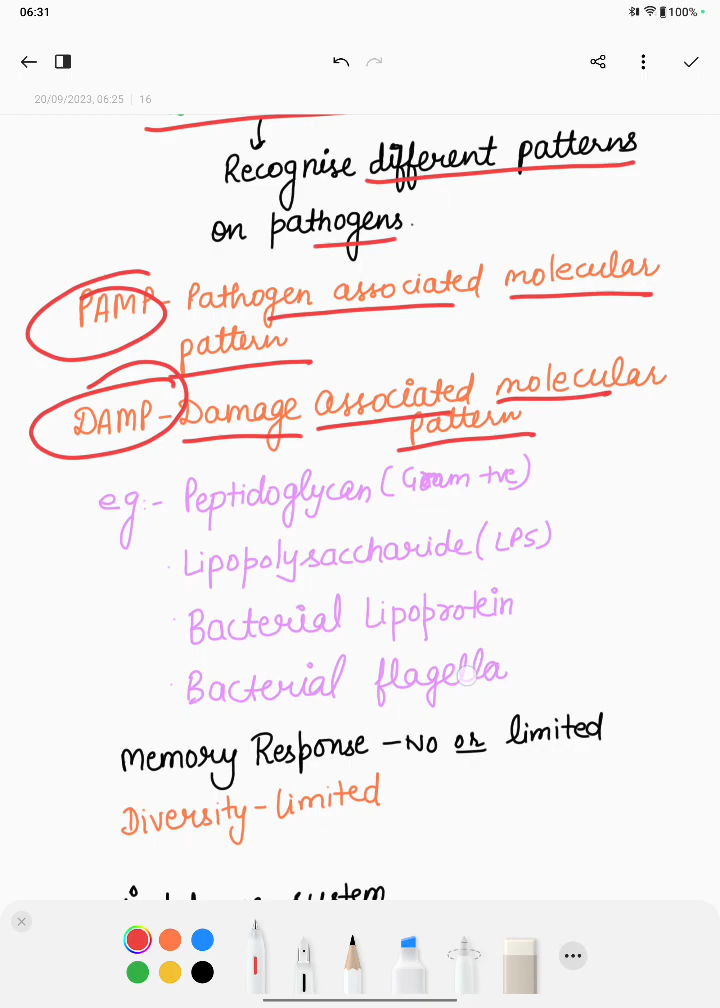 06:31
100%
20/09/2023, 06:25 | 16
Recognise different patterns
on pathogens.
PAMP- Pathogen associated molecular
pattern
DAMP-Damage associated molecular
pattern
eg:- Peptidoglycan (Gram +ve)
· Lipopolysaccharide (LPS)
· Bacterial Lipoprotein
· Bacterial flagella
Memory Response - No or limited
Diversity - limited
system